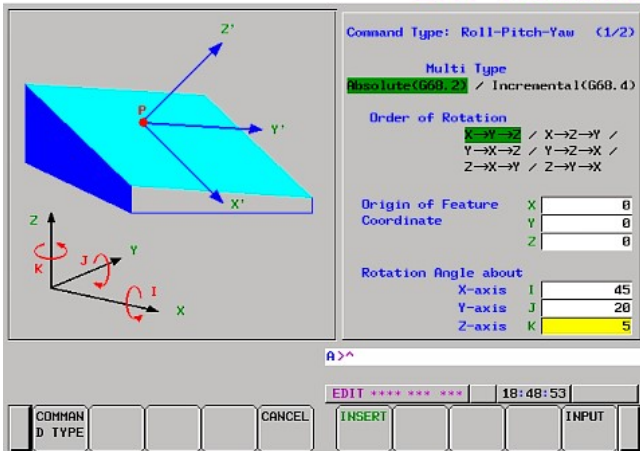 Z'
P
Y'
X'
Z
K
J
Y
I
X
Command Type: Roll-Pitch-Yaw (1/2)
Multi Type
Absolute(G68.2) / Incremental(G68.4)
Order of Rotation
X→Y→Z / X→Z→Y /
Y→X→Z / Y→Z→X /
Z→X→Y / Z→Y→X
Origin of Feature X 0
Coordinate Y 0
Z 0
Rotation Angle about
X-axis I 45
Y-axis J 20
Z-axis K 5
A>^
EDIT **** *** *** 18:48:53
COMMAN
D TYPE
CANCEL
INSERT
INPUT